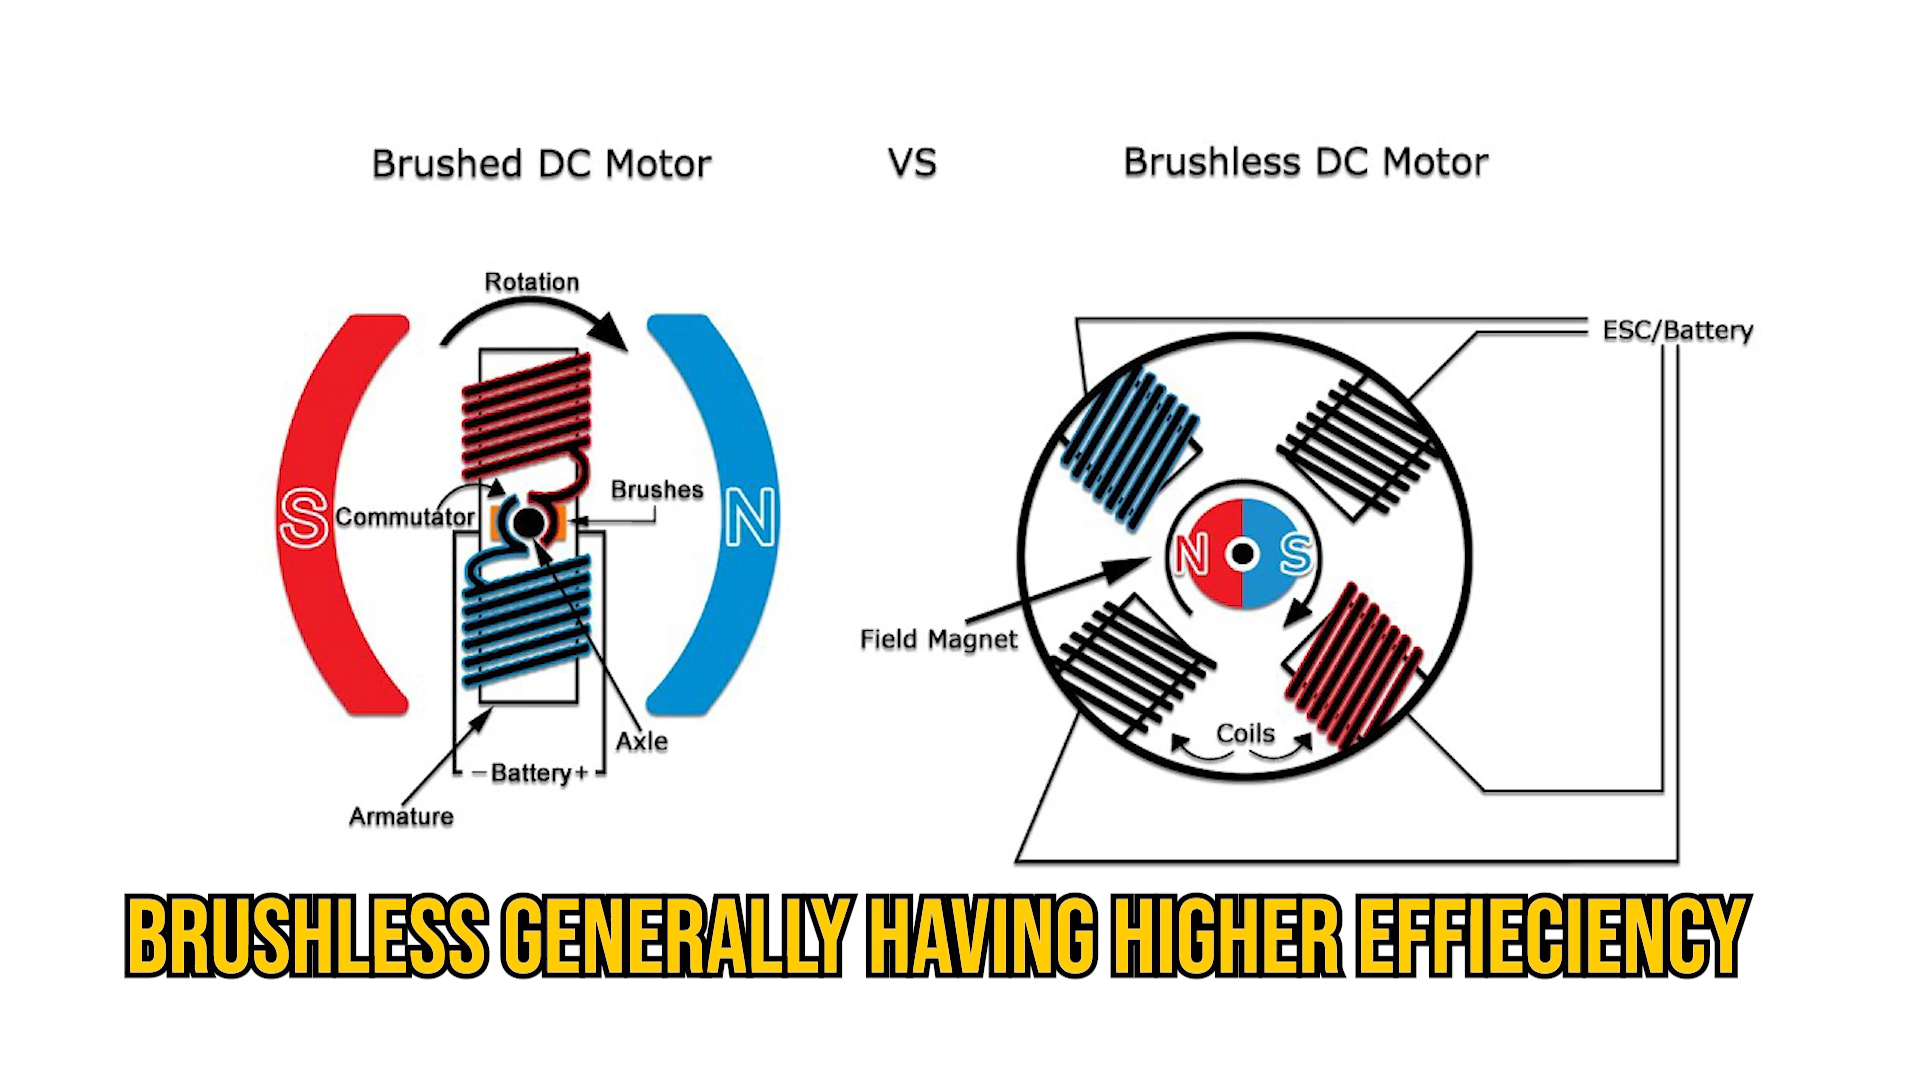 Brushed DC Motor VS Brushless DC Motor
Rotation
S
Commutator
Brushes
N
Axle
−Battery+
Armature
ESC/Battery
N S
Field Magnet
Coils
BRUSHLESS GENERALLY HAVING HIGHER EFFIECIENCY